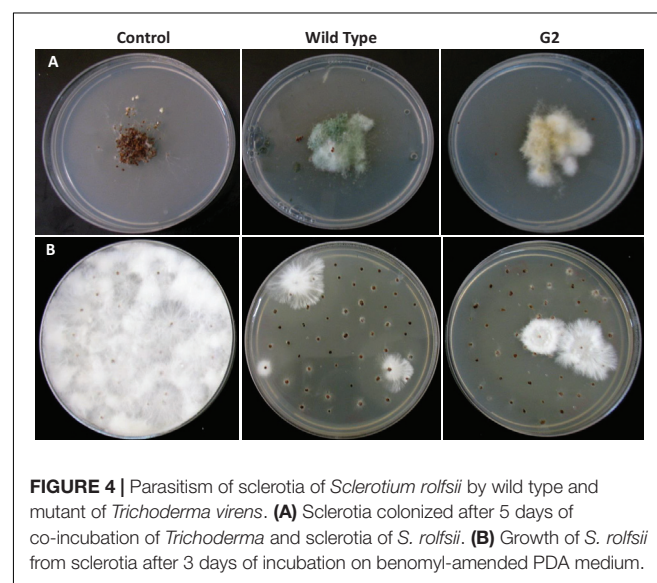 Control Wild Type G2
A
B
FIGURE 4 | Parasitism of sclerotia of Sclerotium rolfsii by wild type and
mutant of Trichoderma virens. (A) Sclerotia colonized after 5 days of
co-incubation of Trichoderma and sclerotia of S. rolfsii. (B) Growth of S. rolfsii
from sclerotia after 3 days of incubation on benomyl-amended PDA medium.